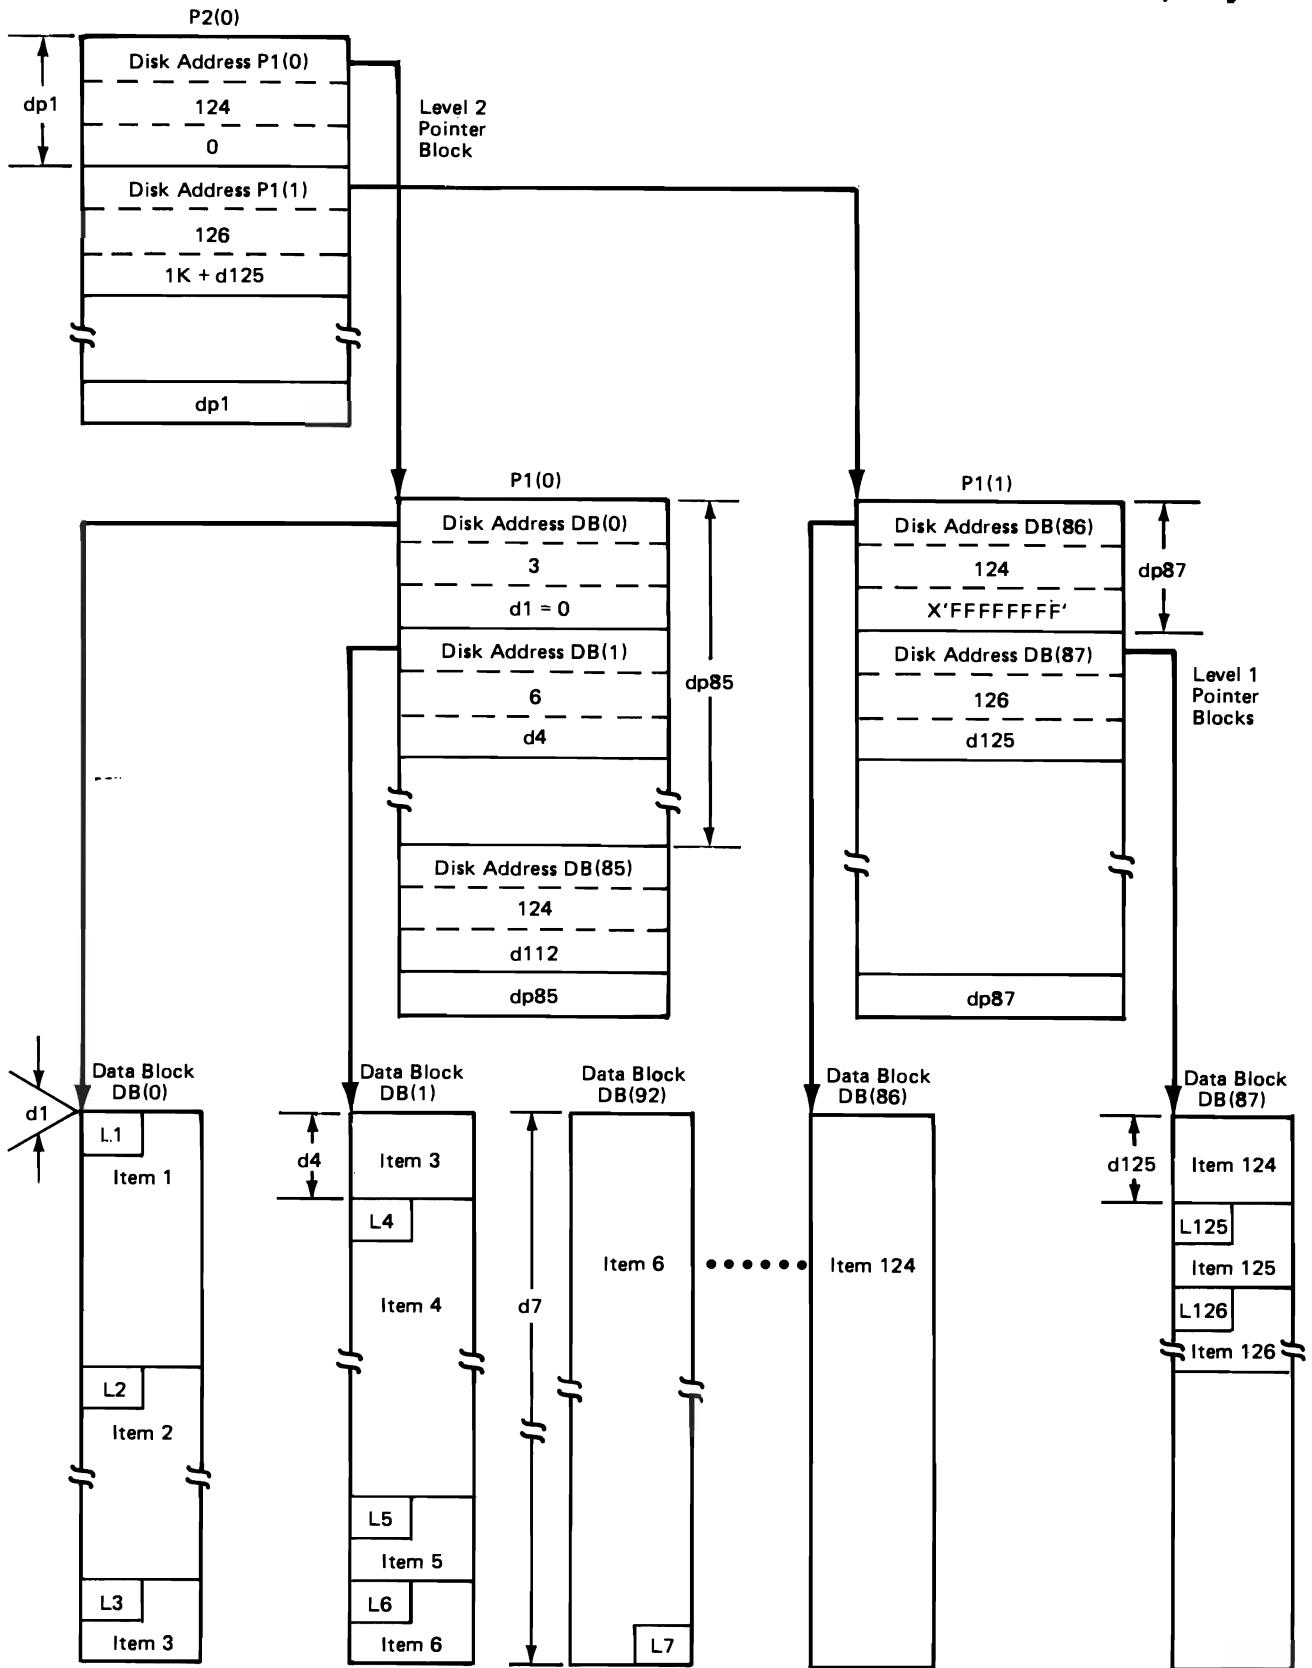 P2(0)
Disk Address P1(0)
124
0
dp1
Disk Address P1(1)
126
1K + d125
dp1
Level 2
Pointer
Block
P1(0)
Disk Address DB(0)
3
d1 = 0
Disk Address DB(1)
6
d4
dp85
Disk Address DB(85)
124
d112
dp85
P1(1)
Disk Address DB(86)
124
X'FFFFFFFF'
dp87
Disk Address DB(87)
126
d125
dp87
Level 1
Pointer
Blocks
Data Block
DB(0)
d1
L1
Item 1
L2
Item 2
L3
Item 3
Data Block
DB(1)
d4
Item 3
L4
Item 4
L5
Item 5
L6
Item 6
Data Block
DB(92)
d7
Item 6
L7
Data Block
DB(86)
Item 124
Data Block
DB(87)
d125
Item 124
L125
Item 125
L126
Item 126